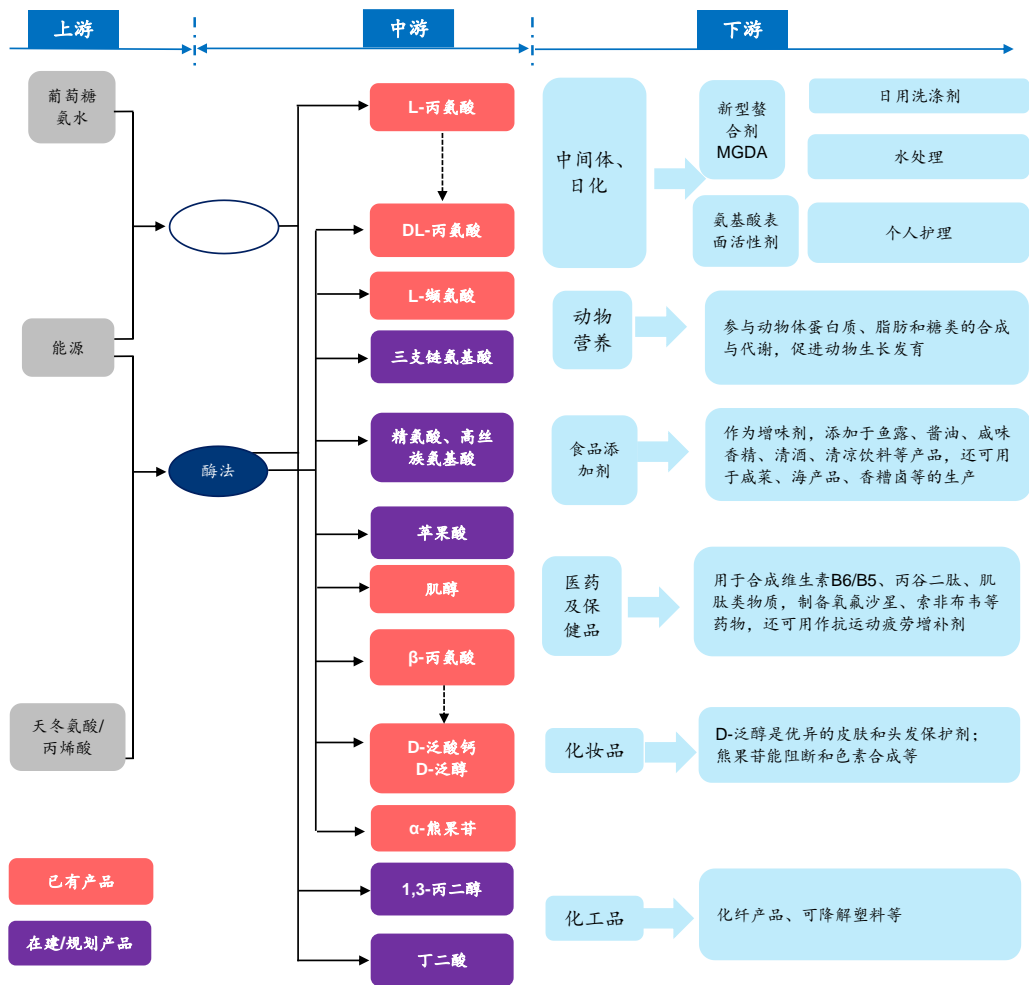 上游
中游
下游
葡萄糖
氨水
能源
天冬氨酸/
丙烯酸
已有产品
在建/规划产品
酶法
L-丙氨酸
DL-丙氨酸
L-缬氨酸
三支链氨基酸
精氨酸、高丝
族氨基酸
苹果酸
肌醇
β-丙氨酸
D-泛酸钙
D-泛醇
α-熊果苷
1,3-丙二醇
丁二酸
中间体、
日化
新型螯
合剂
MGDA
氨基酸表
面活性剂
日用洗涤剂
水处理
个人护理
动物
营养
参与动物体蛋白质、脂肪和糖类的合成
与代谢，促进动物生长发育
食品添
加剂
作为增味剂，添加于鱼露、酱油、咸味
香精、清酒、清凉饮料等产品，还可用
于咸菜、海产品、香糟卤等的生产
医药
及保
健品
用于合成维生素B6/B5、丙谷二肽、肌
肽类物质，制备氧氟沙星、索非布韦等
药物，还可用作抗运动疲劳增补剂
化妆品
D-泛醇是优异的皮肤和头发保护剂；
熊果苷能阻断和色素合成等
化工品
化纤产品、可降解塑料等